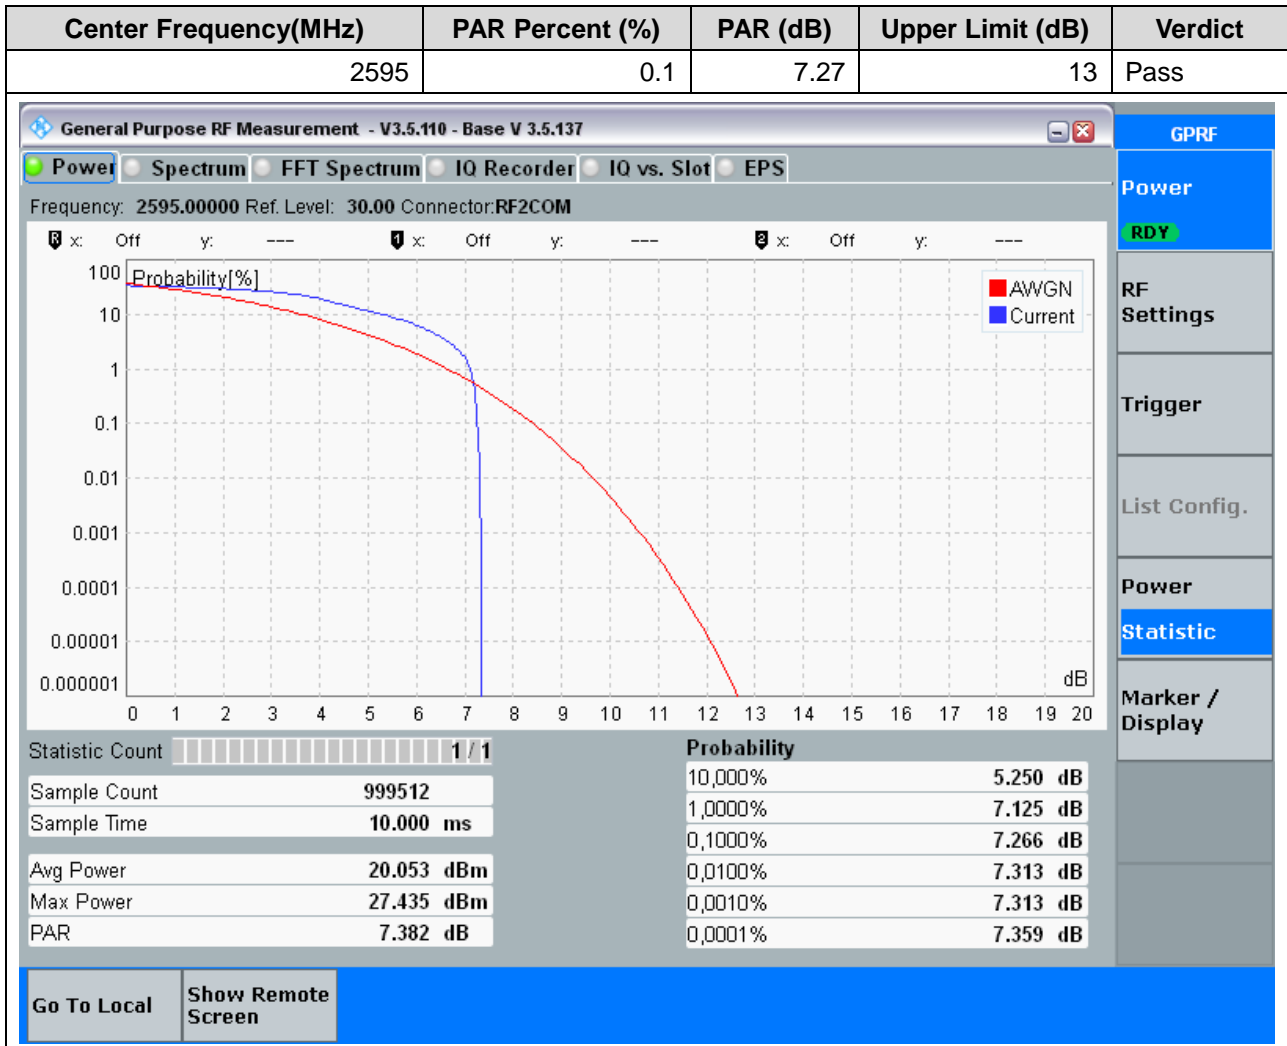 Center Frequency(MHz) PAR Percent (%) PAR (dB) Upper Limit (dB) Verdict
2595 0.1 7.27 13 Pass
General Purpose RF Measurement - V3.5.110 - Base V 3.5.137
GPRF
Power Spectrum FFT Spectrum IQ Recorder IQ vs. Slot EPS
Power
RDY
Frequency: 2595.00000 Ref. Level: 30.00 Connector:RF2COM
R x: Off y: --- 1 x: Off y: --- 2 x: Off y: ---
Probability[%]
AWGN
Current
100
10
1
0.1
0.01
0.001
0.0001
0.00001
0.000001
dB
0 1 2 3 4 5 6 7 8 9 10 11 12 13 14 15 16 17 18 19 20
RF
Settings
Trigger
List Config.
Power
Statistic
Marker /
Display
Statistic Count 1 / 1
Sample Count 999512
Sample Time 10.000 ms
Avg Power 20.053 dBm
Max Power 27.435 dBm
PAR 7.382 dB
Probability
10,000% 5.250 dB
1,0000% 7.125 dB
0,1000% 7.266 dB
0,0100% 7.313 dB
0,0010% 7.313 dB
0,0001% 7.359 dB
Go To Local
Show Remote
Screen